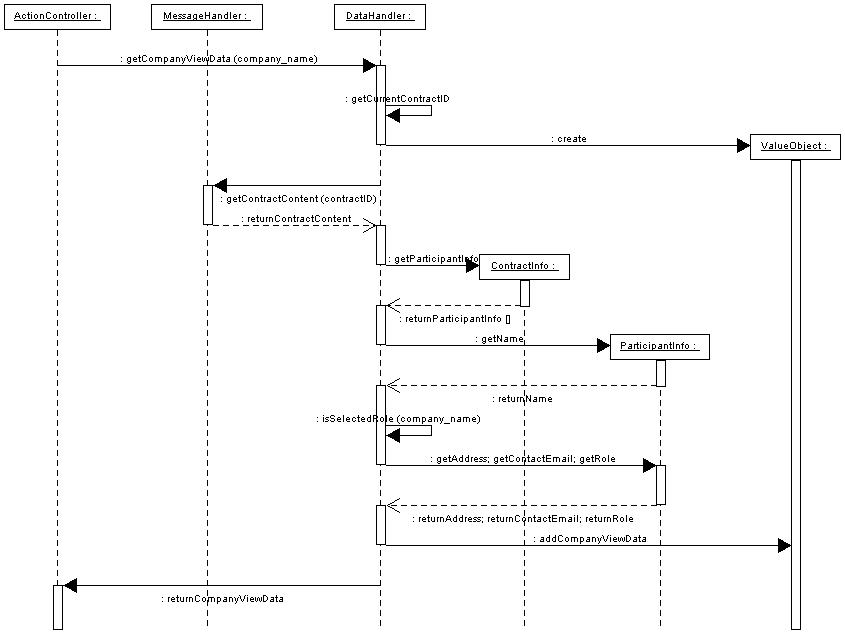 ActionController :
MessageHandler :
DataHandler :
: getCompanyViewData (company_name)
: getCurrentContractID
: create
ValueObject :
: getContractContent (contractID)
: returnContractContent
: getParticipantInfo
ContractInfo :
: returnParticipantInfo []
: getName
ParticipantInfo :
: returnName
: isSelectedRole (company_name)
: getAddress; getContactEmail; getRole
: returnAddress; returnContactEmail; returnRole
: addCompanyViewData
: returnCompanyViewData